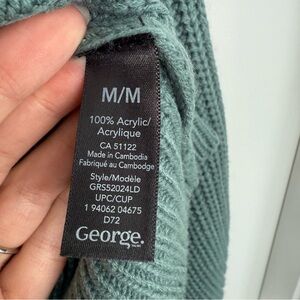 M/M
100% Acrylic/
Acrylique
CA 51122
Made in Cambodia
Fabriqué au Cambodge
Style/Modèle
GRS52024LD
UPC/CUP
1 94062 04675
D72
George.